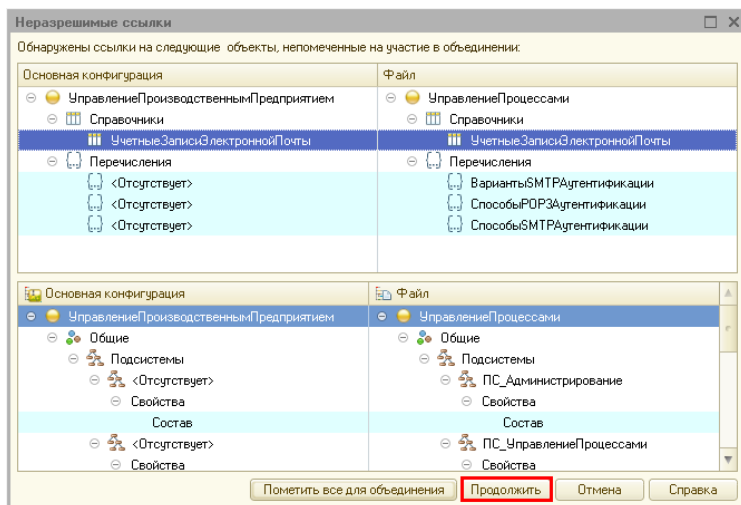 Неразрешимые ссылки
Обнаружены ссылки на следующие объекты, непомеченные на участие в объединении:
Основная конфигурация Файл
УправлениеПроизводственнымПредприятием УправлениеПроцессами
Справочники Справочники
УчетныеЗаписиЭлектроннойПочты УчетныеЗаписиЭлектроннойПочты
Перечисления Перечисления
<Отсутствует> ВариантыSMTPАутентификации
<Отсутствует> СпособыPOP3Аутентификации
<Отсутствует> СпособыSMTPАутентификации
Основная конфигурация Файл
УправлениеПроизводственнымПредприятием УправлениеПроцессами
Общие Общие
Подсистемы Подсистемы
<Отсутствует> ПС_Администрирование
Свойства Свойства
Состав Состав
<Отсутствует> ПС_УправлениеПроцессами
Свойства Свойства
Пометить все для объединения Продолжить Отмена Справка